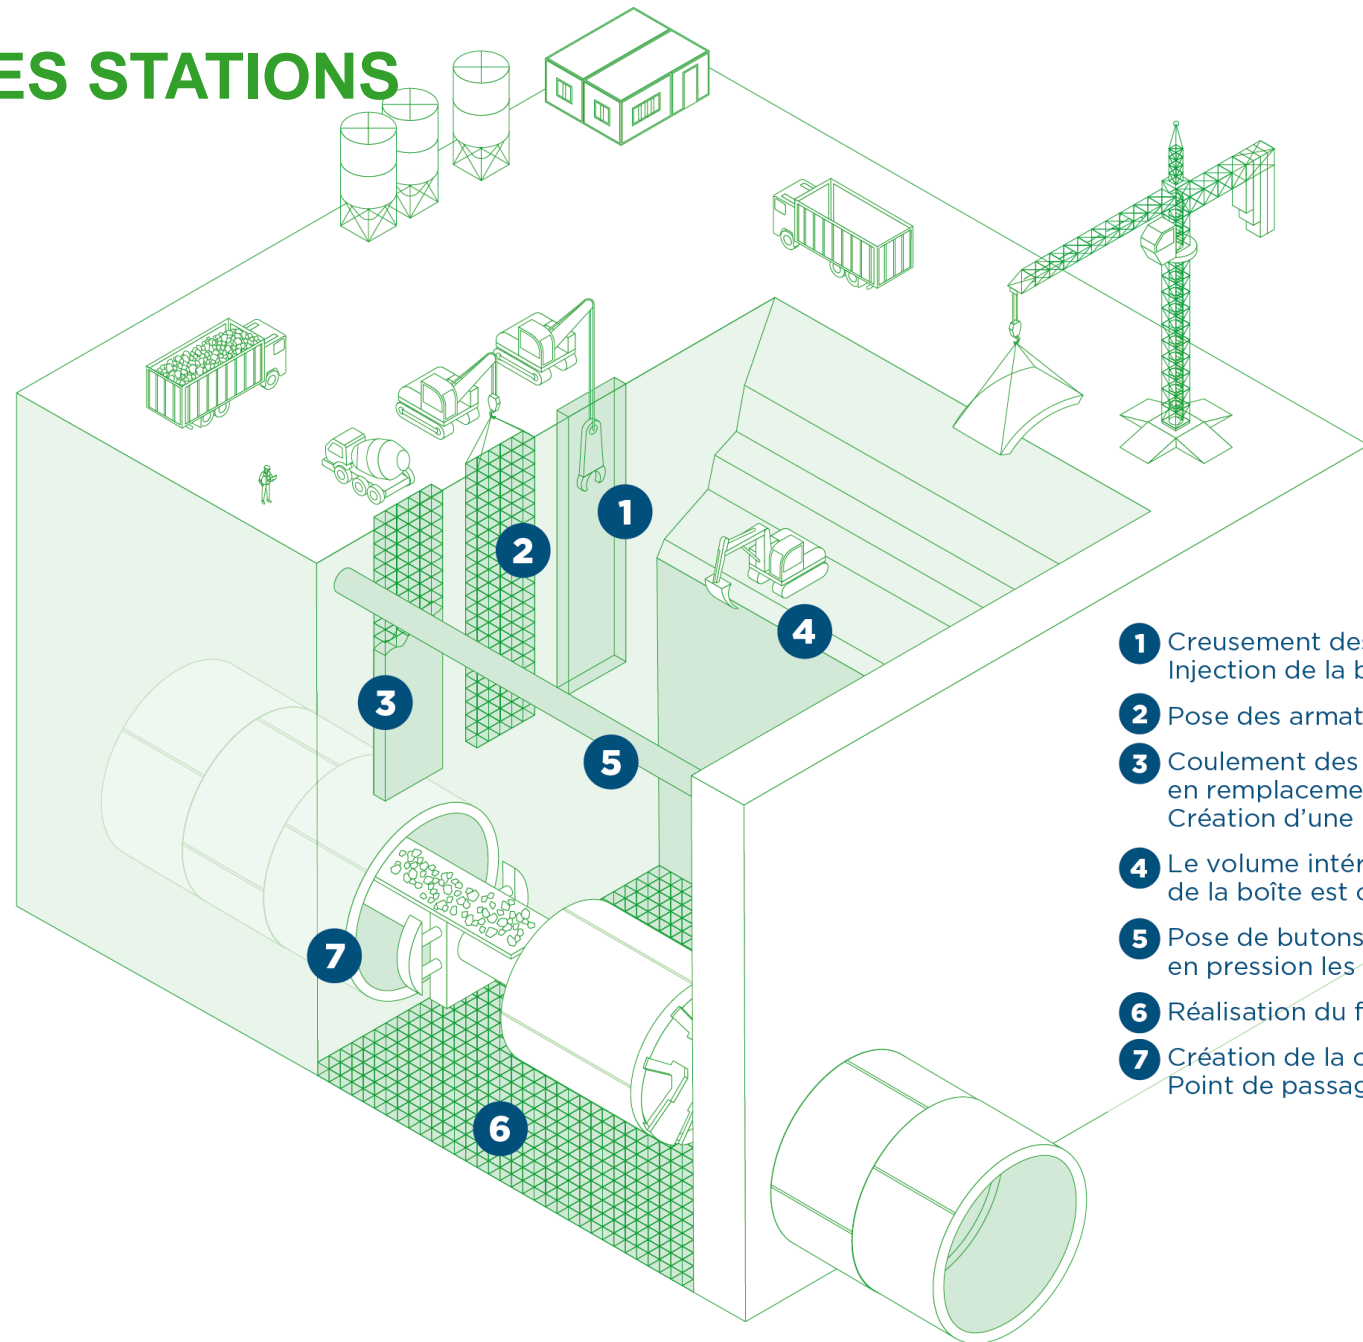 ES STATIONS
1
2
3
4
5
6
7
1 Creusement des
Injection de la b
2 Pose des armat
3 Coulement des
en remplaceme
Création d'une
4 Le volume intér
de la boîte est
5 Pose de butons
en pression les
6 Réalisation du f
7 Création de la
Point de passag